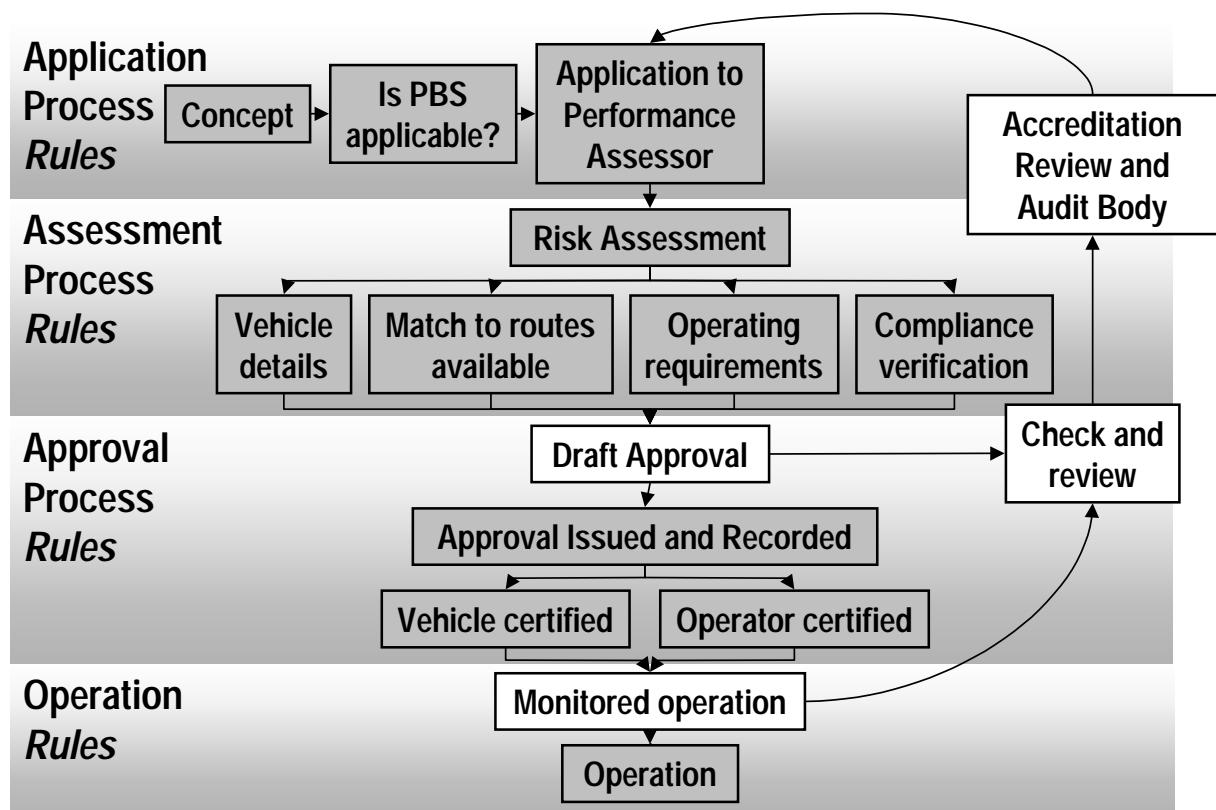 Application
Process
Rules
Concept
Is PBS
applicable?
Application to
Performance
Assessor
Accreditation
Review and
Audit Body
Assessment
Process
Rules
Risk Assessment
Vehicle
details
Match to routes
available
Operating
requirements
Compliance
verification
Approval
Process
Rules
Draft Approval
Check and
review
Approval Issued and Recorded
Vehicle certified
Operator certified
Operation
Rules
Monitored operation
Operation